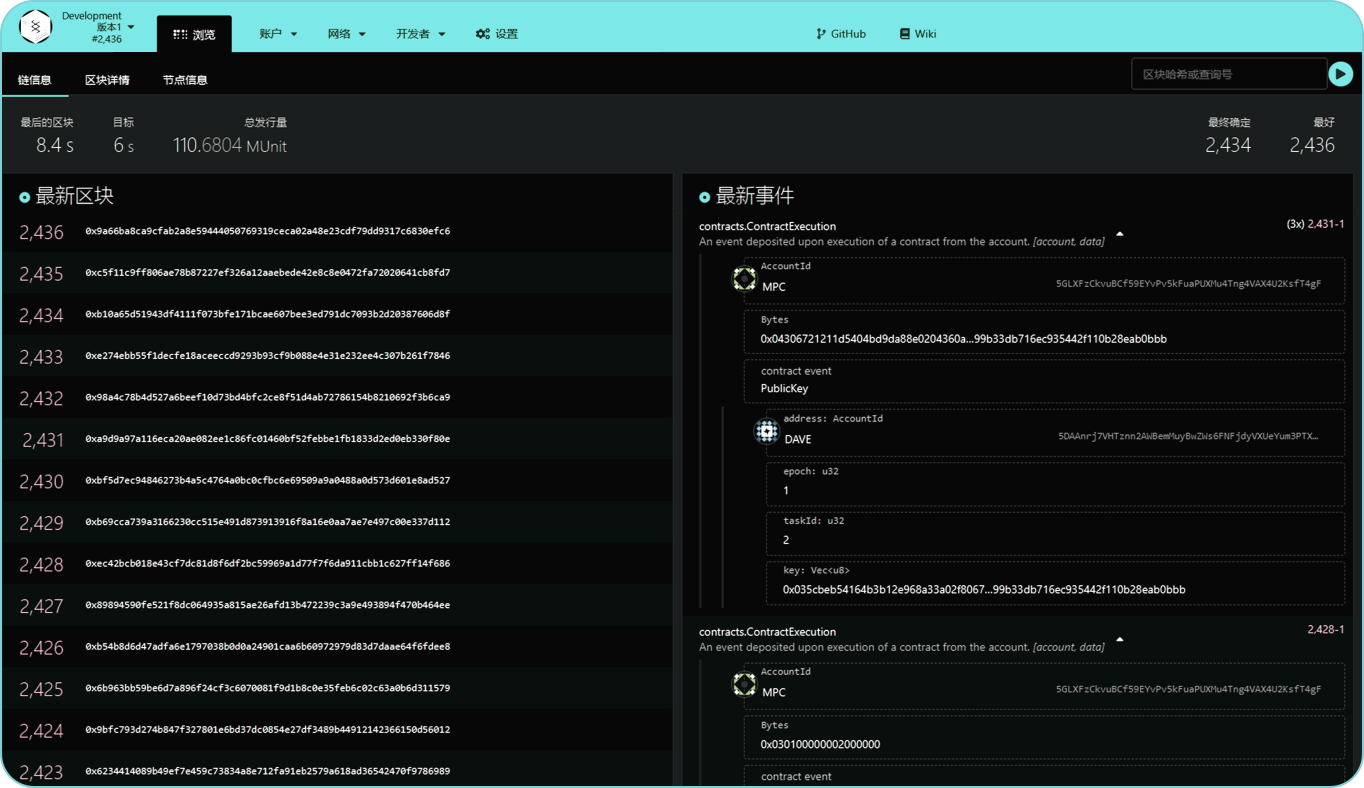 Development
版本1
#2,436
浏览
账户
网络
开发者
设置
GitHub
Wiki
链信息
区块详情
节点信息
区块哈希或查询号
最后的区块
8.4 s
目标
6 s
总发行量
110.6804 MUnit
最终确定
2,434
最好
2,436
最新区块
2,436 0x9a66ba8ca9cfab2a8e59444050769319ceca02a48e23cdf79dd9317c6830efc6
2,435 0xc5f11c9ff806ae78b87227ef326a12aaebede42e8c8e0472fa72020641cb8fd7
2,434 0xb10a65d51943df4111f073bfe171bcae607bee3ed791dc7093b2d20387606d8f
2,433 0xe274ebb55f1decfe18aceeccd9293b93cf9b088e4e31e232ee4c307b261f7846
2,432 0x98a4c78b4d527a6beef10d73bd4bfc2ce8f51d4ab72786154b8210692f3b6ca9
2,431 0xa9d9a97a116eca20ae082ee1c86fc01460bf52febbe1fb1833d2ed0eb330f80e
2,430 0xbf5d7ec94846273b4a5c4764a0bc0cfbc6e69509a9a0488a0d573d601e8ad527
2,429 0xb69cca739a3166230cc515e491d873913916f8a16e0aa7ae7e497c00e337d112
2,428 0xec42bcb018e43cf7dc81d8f6df2bc59969a1d77f7f6da911cbb1c627ff14f686
2,427 0x89894590fe521f8dc064935a815ae26afd13b472239c3a9e493894f470b464ee
2,426 0xb54b8d6d47adfa6e1797038b0d0a24901caa6b60972979d83d7daae64f6fdee8
2,425 0x6b963bb59be6d7a896f24cf3c6070081f9d1b8c0e35feb6c02c63a0b6d311579
2,424 0x9bfc793d274b847f327801e6bd37dc0854e27df3489b44912142366150d56012
2,423 0x6234414089b49ef7e459c73834a8e712fa91eb2579a618ad36542470f9786989
最新事件
contracts.ContractExecution
(3x) 2,431-1
An event deposited upon execution of a contract from the account. [account, data]
AccountId
MPC
5GLXFzCkvuBCf59EYvPv5kFuaPUXMu4Tng4VAX4U2KsfT4gF
Bytes
0x04306721211d5404bd9da88e0204360a…99b33db716ec935442f110b28eab0bbb
contract event
PublicKey
address: AccountId
DAVE
5DAAnrj7VHTznn2AWBemMuyBwZWs6FNFjdyVXUeYum3PTX…
epoch: u32
1
taskId: u32
2
key: Vec<u8>
0x035cbeb54164b3b12e968a33a02f8067…99b33db716ec935442f110b28eab0bbb
contracts.ContractExecution
2,428-1
An event deposited upon execution of a contract from the account. [account, data]
AccountId
MPC
5GLXFzCkvuBCf59EYvPv5kFuaPUXMu4Tng4VAX4U2KsfT4gF
Bytes
0x030100000002000000
contract event